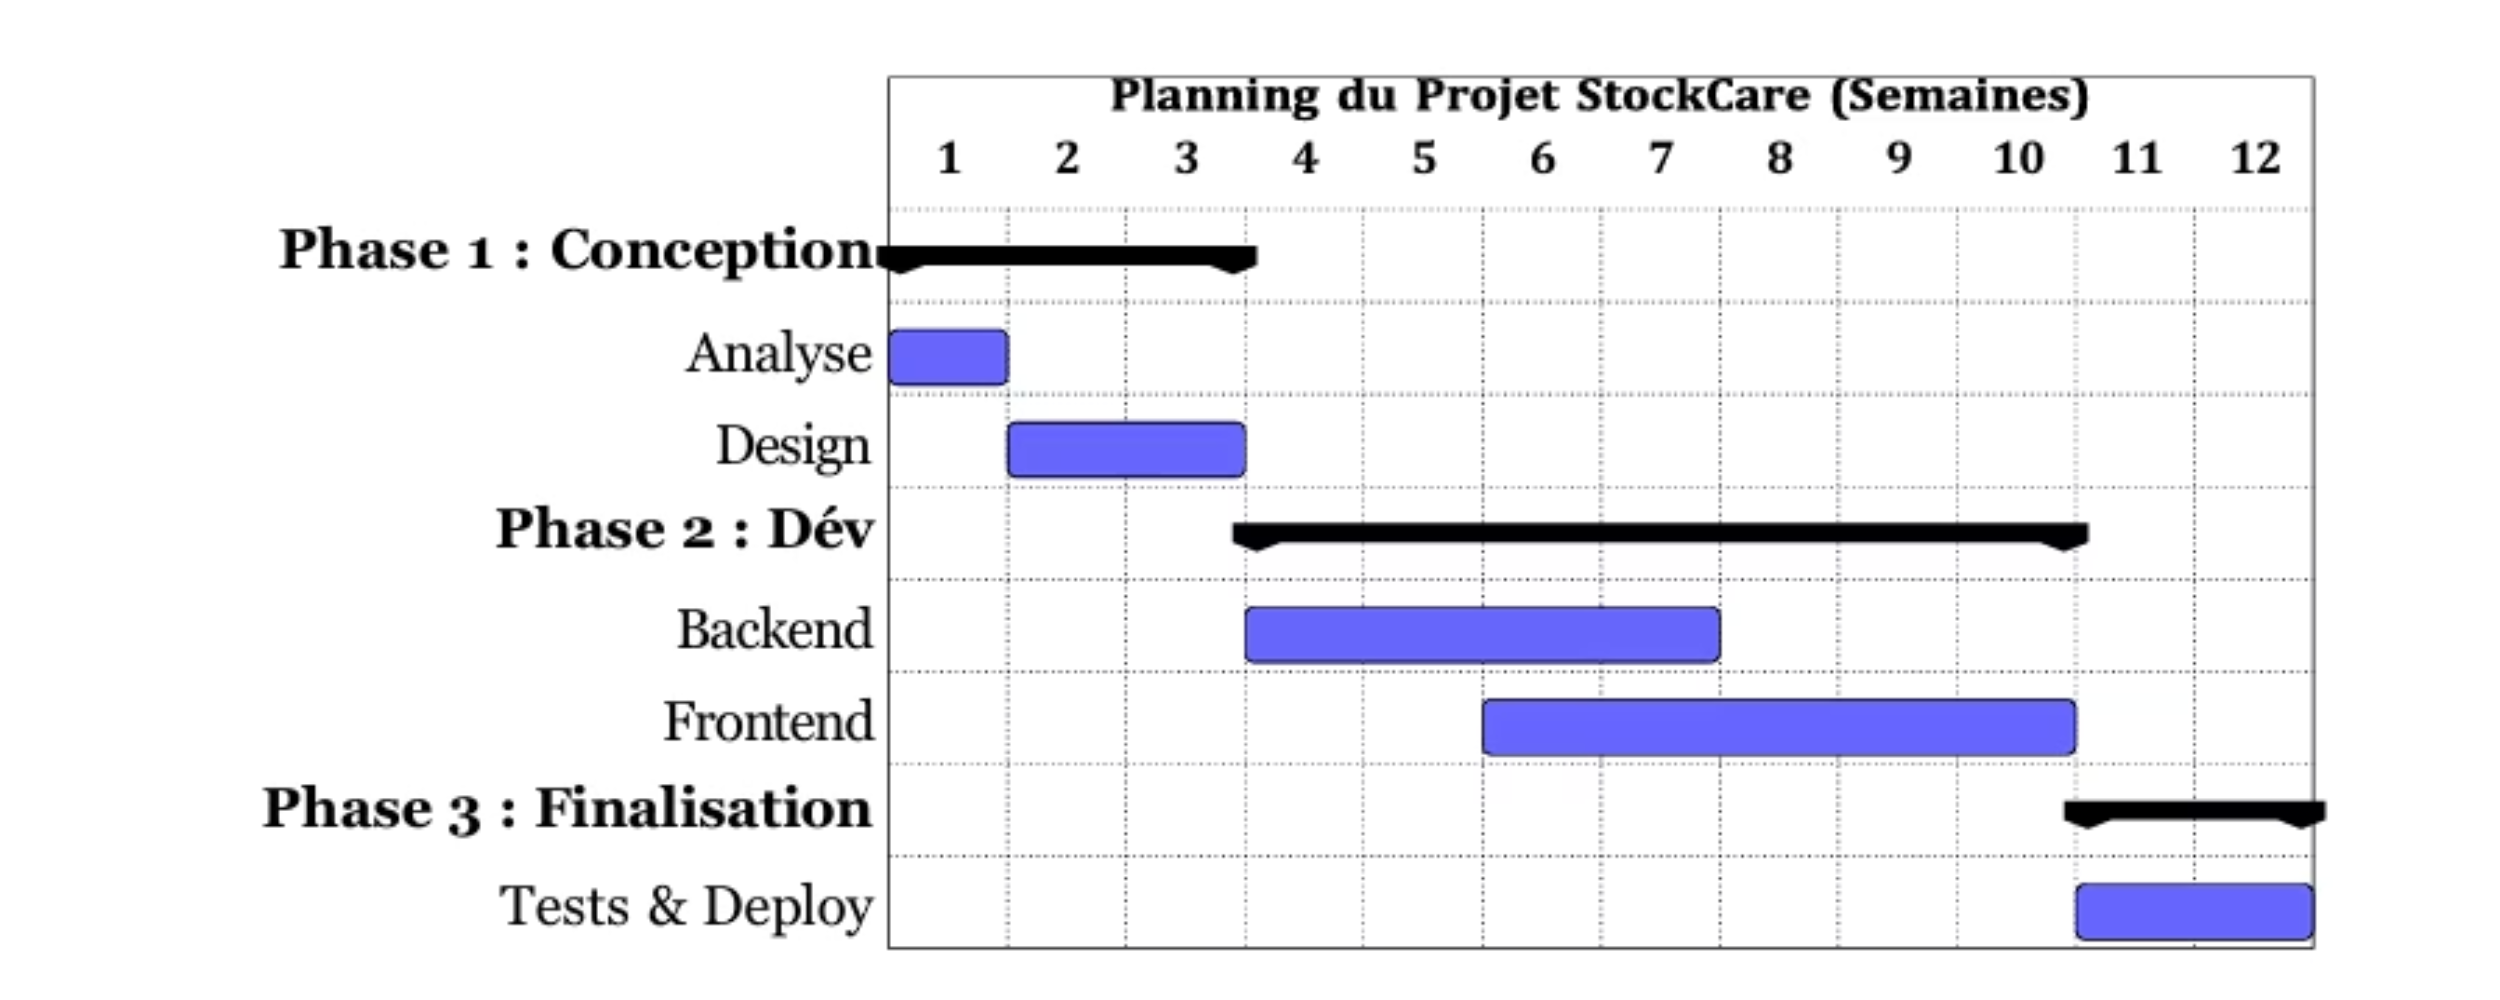 Planning du Projet StockCare (Semaines)
1 2 3 4 5 6 7 8 9 10 11 12
Phase 1 : Conception
Analyse
Design
Phase 2 : Dév
Backend
Frontend
Phase 3 : Finalisation
Tests & Deploy